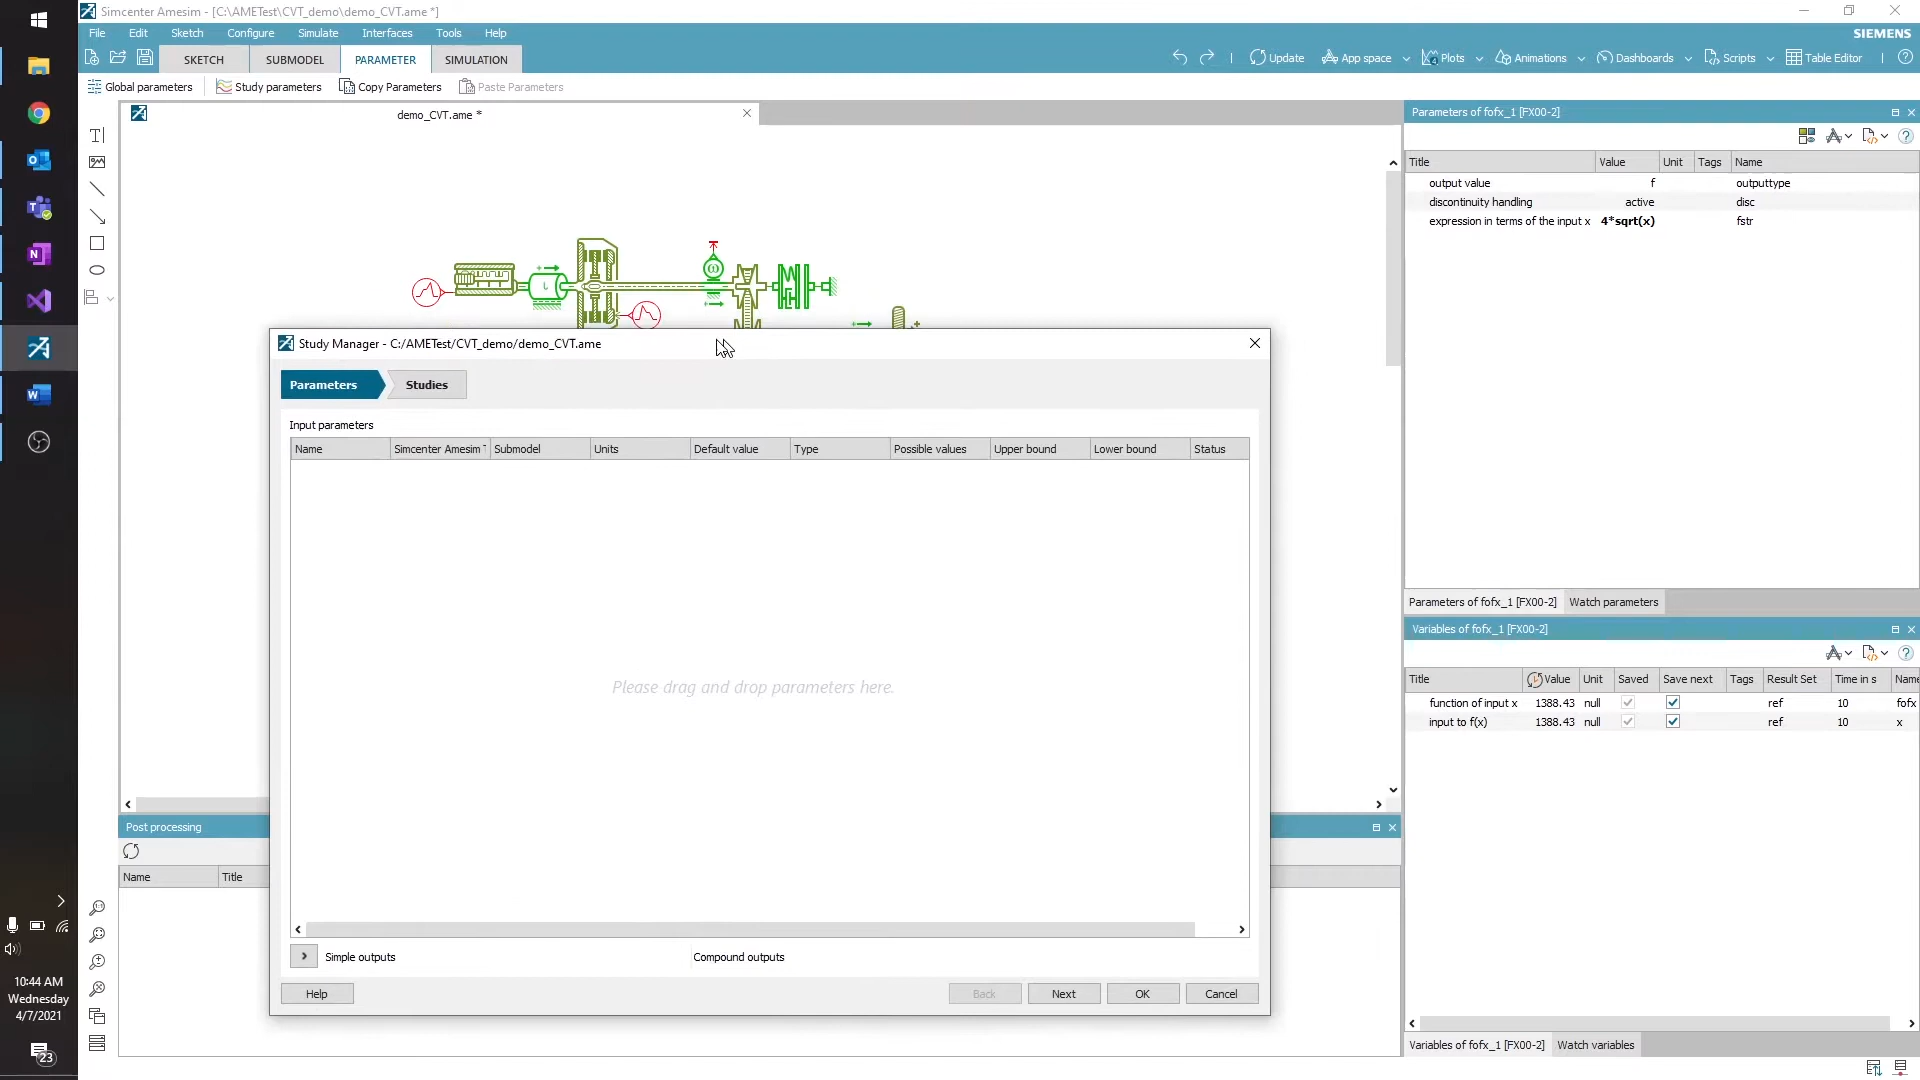 Simcenter Amesim - [C:\AMETest\CVT_demo\demo_CVT.ame *]
File Edit Sketch Configure Simulate Interfaces Tools Help
SIEMENS
SKETCH SUBMODEL PARAMETER SIMULATION
Update App space Plots Animations Dashboards Scripts Table Editor
Global parameters Study parameters Copy Parameters Paste Parameters
demo_CVT.ame *
Parameters of fofx_1 [FX00-2]
Title Value Unit Tags Name
output value f outputtype
discontinuity handling active disc
expression in terms of the input x 4*sqrt(x) fstr
Study Manager - C:/AMETest/CVT_demo/demo_CVT.ame
Parameters Studies
Input parameters
Name Simcenter Amesim Submodel Units Default value Type Possible values Upper bound Lower bound Status
Please drag and drop parameters here.
Simple outputs Compound outputs
Help Back Next OK Cancel
Parameters of fofx_1 [FX00-2] Watch parameters
Variables of fofx_1 [FX00-2]
Title Value Unit Saved Save next Tags Result Set Time in s Name
function of input x 1388.43 null ref 10 fofx
input to f(x) 1388.43 null ref 10 x
Variables of fofx_1 [FX00-2] Watch variables
Post processing
Name Title
10:44 AM
Wednesday
4/7/2021
23